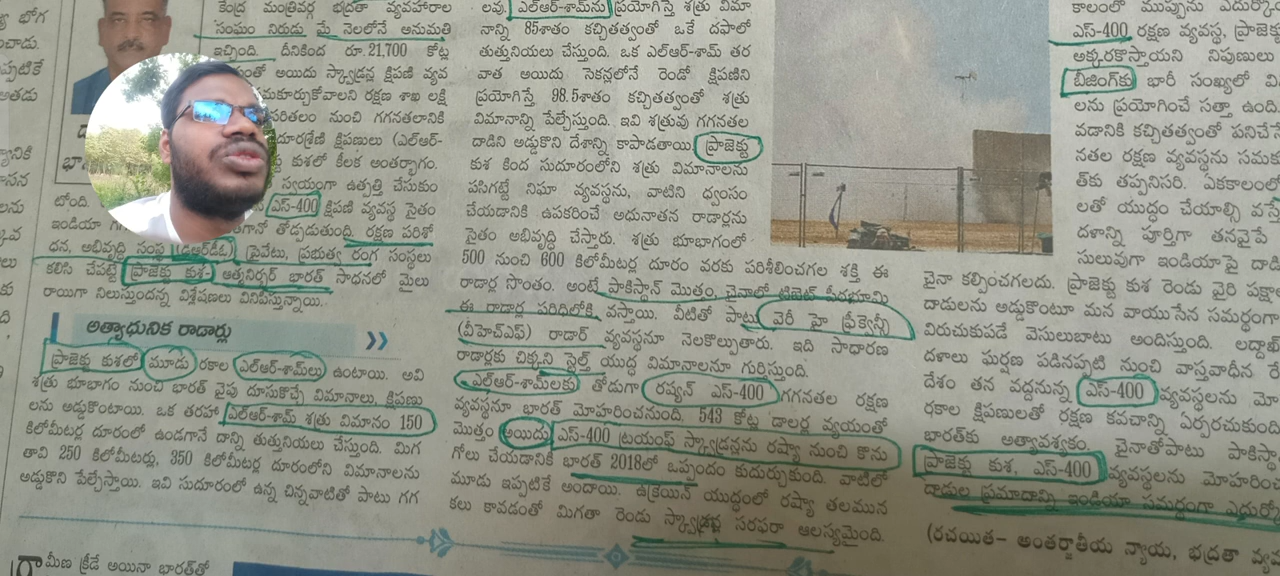 కేంద్ర మంత్రివర్గ భద్రతా వ్యవహారాల
సంఘం నిరుడు మే నెలలోనే అనుమతి
ఇచ్చింది. దీనికింద రూ.21,700 కోట్ల
అయిదు స్క్వాడ్రన్ల క్షిపణి వ్యవ
సమకూర్చుకోవాలని రక్షణ శాఖ లక్షి
నుంచి గగనతలానికి
క్షిపణులు (ఎల్ఆర్-
కుశలో కీలక అంతర్భాగం.
స్వయంగా ఉత్పత్తి చేసుకుం
ఎస్-400 క్షిపణి వ్యవస్థ సైతం
తోడ్పడుతుంది. రక్షణ పరిశో
ధన, అభివృద్ధి సంస్థ (డీఆర్‌డీఓ) ప్రైవేటు, ప్రభుత్వ రంగ సంస్థలు
కలిసి చేపట్టే ప్రాజెక్టు కుశ- ఆత్మనిర్భర్ భారత్ సాధనలో మైలు
రాయిగా నిలుస్తుందన్న విశ్లేషణలు వినిపిస్తున్నాయి.
అత్యాధునిక రాడార్లు
ప్రాజెక్టు కుశలో మూడు రకాల ఎల్ఆర్-శామ్‌లు ఉంటాయి. అవి
శత్రు భూభాగం నుంచి భారత్ వైపు దూసుకొచ్చే విమానాలు, క్షిపణు
లను అడ్డుకొంటాయి. ఒక తరహా ఎల్ఆర్-శామ్ శత్రు విమానం 150
కిలోమీటర్ల దూరంలో ఉండగానే దాన్ని తుత్తునియలు చేస్తుంది. మిగ
తావి 250 కిలోమీటర్లు, 350 కిలోమీటర్ల దూరంలోని విమానాలను
అడ్డుకొని పేల్చేస్తాయి. ఇవి సుదూరంలో ఉన్న చిన్నవాటితో పాటు గగ
లవు. ఎల్ఆర్-శామ్‌ను ప్రయోగిస్తే శత్రు విమా
నాన్ని 85శాతం కచ్చితత్వంతో ఒకే దఫాలో
తుత్తునియలు చేస్తుంది. ఒక ఎల్ఆర్-శామ్ తర
వాత అయిదు సెకన్లలోనే రెండో క్షిపణిని
ప్రయోగిస్తే 98.5శాతం కచ్చితత్వంతో శత్రు
విమానాన్ని పేల్చేస్తుంది. ఇవి శత్రువు గగనతల
దాడిని అడ్డుకొని దేశాన్ని కాపాడతాయి. ప్రాజెక్టు
కుశ కింద సుదూరంలోని శత్రు విమానాలను
పసిగట్టే నిఘా వ్యవస్థను, వాటిని ధ్వంసం
చేయడానికి ఉపకరించే అధునాతన రాడార్లను
సైతం అభివృద్ధి చేస్తారు. శత్రు భూభాగంలో
500 నుంచి 600 కిలోమీటర్ల దూరం వరకు పరిశీలించగల శక్తి ఈ
రాడార్ల సొంతం. అంటే పాకిస్థాన్ మొత్తం, చైనాలో టిబెట్ పీఠభూమి
ఈ రాడార్ల పరిధిలోకి వస్తాయి. వీటితో పాటు వెరీ హై ఫ్రీక్వెన్సీ
(వీహెచ్ఎఫ్) రాడార్ వ్యవస్థనూ నెలకొల్పుతారు. ఇది సాధారణ
రాడార్లకు చిక్కని స్టెల్త్ యుద్ధ విమానాలనూ గుర్తిస్తుంది.
ఎల్ఆర్-శామ్‌లకు తోడుగా రష్యన్ ఎస్-400 గగనతల రక్షణ
వ్యవస్థనూ భారత్ మోహరించనుంది. 543 కోట్ల డాలర్ల వ్యయంతో
మొత్తం అయిదు ఎస్-400 ట్రయంఫ్ స్క్వాడ్రన్లను రష్యా నుంచి కొను
గోలు చేయడానికి భారత్ 2018లో ఒప్పందం కుదుర్చుకుంది. వాటిలో
మూడు ఇప్పటికే అందాయి. ఉక్రెయిన్ యుద్ధంలో రష్యా తలమున
కలు కావడంతో మిగతా రెండు స్క్వాడ్రన్ల సరఫరా ఆలస్యమైంది.
కాలంలో ముప్పును ఎదుర్కొ
ఎస్-400 రక్షణ వ్యవస్థ, ప్రాజెక్టు
అక్కరకొస్తాయని నిపుణులు
బీజింగ్‌కు భారీ సంఖ్యలో వి
లను ప్రయోగించే సత్తా ఉంది
వడానికి కచ్చితత్వంతో పనిచే
నతల రక్షణ వ్యవస్థను సమకూ
త్‌కు తప్పనిసరి. ఏకకాలంలో
లతో యుద్ధం చేయాల్సి వస్తే
దళాన్ని పూర్తిగా తనవైపే
సులువుగా ఇండియాపై దాడి
చైనా కల్పించగలదు. ప్రాజెక్టు కుశ రెండు వైరి పక్షా
దాడులను అడ్డుకొంటూ మన వాయుసేన సమర్థంగా
విరుచుకుపడే వెసులుబాటు అందిస్తుంది. లద్దాఖ్
దళాలు ఘర్షణ పడినప్పటి నుంచి వాస్తవాధీన రే
దేశం తన వద్దనున్న ఎస్-400 వ్యవస్థలను మో
రకాల క్షిపణులతో రక్షణ కవచాన్ని ఏర్పరచుకుంది
భారత్‌కు అత్యావశ్యకం. చైనాతోపాటు పాకిస్థా
ప్రాజెక్టు కుశ, ఎస్-400 వ్యవస్థలను మోహరించ
దాడుల ప్రమాదాన్ని ఇండియా సమర్థంగా ఎదుర్కో
(రచయిత- అంతర్జాతీయ న్యాయ, భద్రతా వ్యవ
మీణ క్రీడే అయినా భారత్‌తో